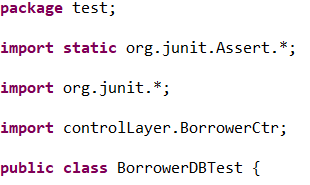 package test;
import static org.junit.Assert.*;
import org.junit.*;
import controlLayer.BorrowerCtr;
public class BorrowerDBTest {